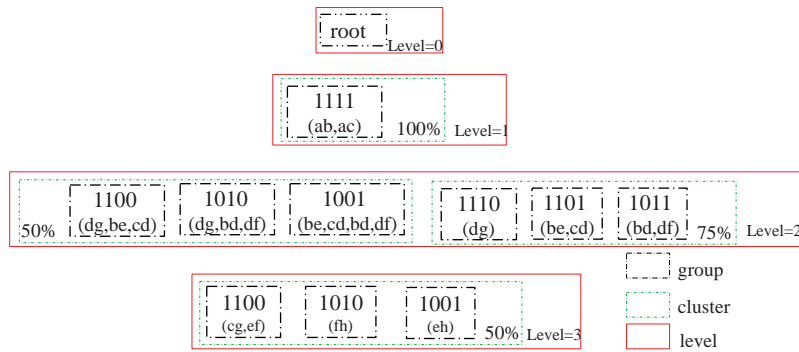 root
Level=0
1111
(ab,ac)
100%
Level=1
50%
1100
(dg,be,cd)
1010
(dg,bd,df)
1001
(be,cd,bd,df)
1110
(dg)
1101
(be,cd)
1011
(bd,df)
75%
Level=2
1100
(cg,ef)
1010
(fh)
1001
(eh)
50%
Level=3
group
cluster
level